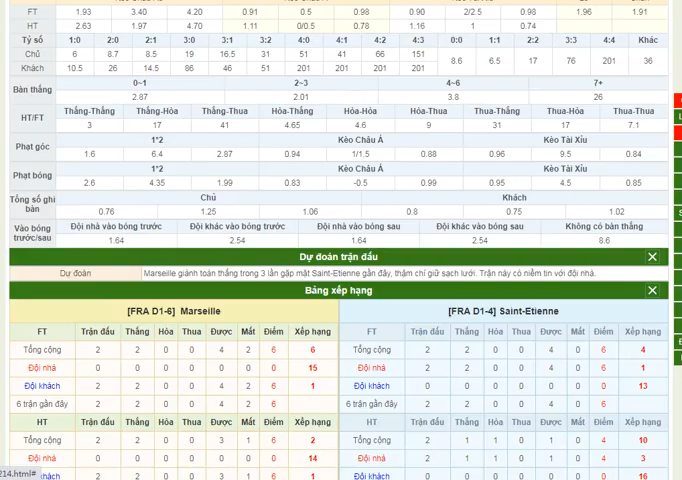 FT 1.93 3.40 4.20 0.91 0.5 0.98 0.90 2/2.5 0.98 1.96 1.91
HT 2.63 1.97 4.70 1.11 0/0.5 0.78 1.16 1 0.74
Tỷ số 1:0 2:0 2:1 3:0 3:1 3:2 4:0 4:1 4:2 4:3 0:0 1:1 2:2 3:3 4:4 Khác
Chủ 6 8.7 8.5 19 16.5 31 51 41 66 151 8.6 6.5 17 76 201 36
Khách 10.5 26 14.5 86 46 51 201 201 201 201
Bàn thắng 0~1 2~3 4~6 7+
2.87 2.01 3.8 26
HT/FT Thắng-Thắng Thắng-Hòa Thắng-Thua Hòa-Thắng Hòa-Hòa Hòa-Thua Thua-Thắng Thua-Hòa Thua-Thua
3 17 41 4.65 4.6 9 31 17 7.1
Phạt góc 1*2 Kèo Châu Á Kèo Tài Xỉu
1.6 6.4 2.87 0.94 1/1.5 0.88 0.96 9.5 0.84
Phạt bóng 1*2 Kèo Châu Á Kèo Tài Xỉu
2.6 4.35 1.99 0.83 -0.5 0.99 0.95 4.5 0.85
Tổng số ghi bàn Chủ Khách
0.76 1.25 1.06 0.8 0.75 1.02
Vào bóng trước/sau Đội nhà vào bóng trước Đội khác vào bóng trước Đội nhà vào bóng sau Đội khác vào bóng sau Không có bàn thắng
1.64 2.54 1.64 2.54 8.6
Dự đoán trận đấu
Dự đoán Marseille giành toàn thắng trong 3 lần gặp mặt Saint-Etienne gần đây, thậm chí giữ sạch lưới. Trận này có niềm tin với đội nhà.
Bảng xếp hạng
[FRA D1-6] Marseille [FRA D1-4] Saint-Etienne
FT Trận đấu Thắng Hòa Thua Được Mất Điểm Xếp hạng FT Trận đấu Thắng Hòa Thua Được Mất Điểm Xếp hạng
Tổng cộng 2 2 0 0 4 2 6 6 Tổng cộng 2 2 0 0 4 0 6 4
Đội nhà 0 0 0 0 0 0 0 15 Đội nhà 2 2 0 0 4 0 6 1
Đội khách 2 2 0 0 4 2 6 1 Đội khách 0 0 0 0 0 0 0 13
6 trận gần đây 2 2 0 0 4 2 6 6 trận gần đây 2 2 0 0 4 0 6
HT Trận đấu Thắng Hòa Thua Được Mất Điểm Xếp hạng HT Trận đấu Thắng Hòa Thua Được Mất Điểm Xếp hạng
Tổng cộng 2 2 0 0 3 1 6 2 Tổng cộng 2 1 1 0 1 0 4 10
Đội nhà 0 0 0 0 0 0 0 14 Đội nhà 2 1 1 0 1 0 4 3
214.html# khách 2 2 0 0 3 1 6 1 Đội khách 0 0 0 0 0 0 0 16